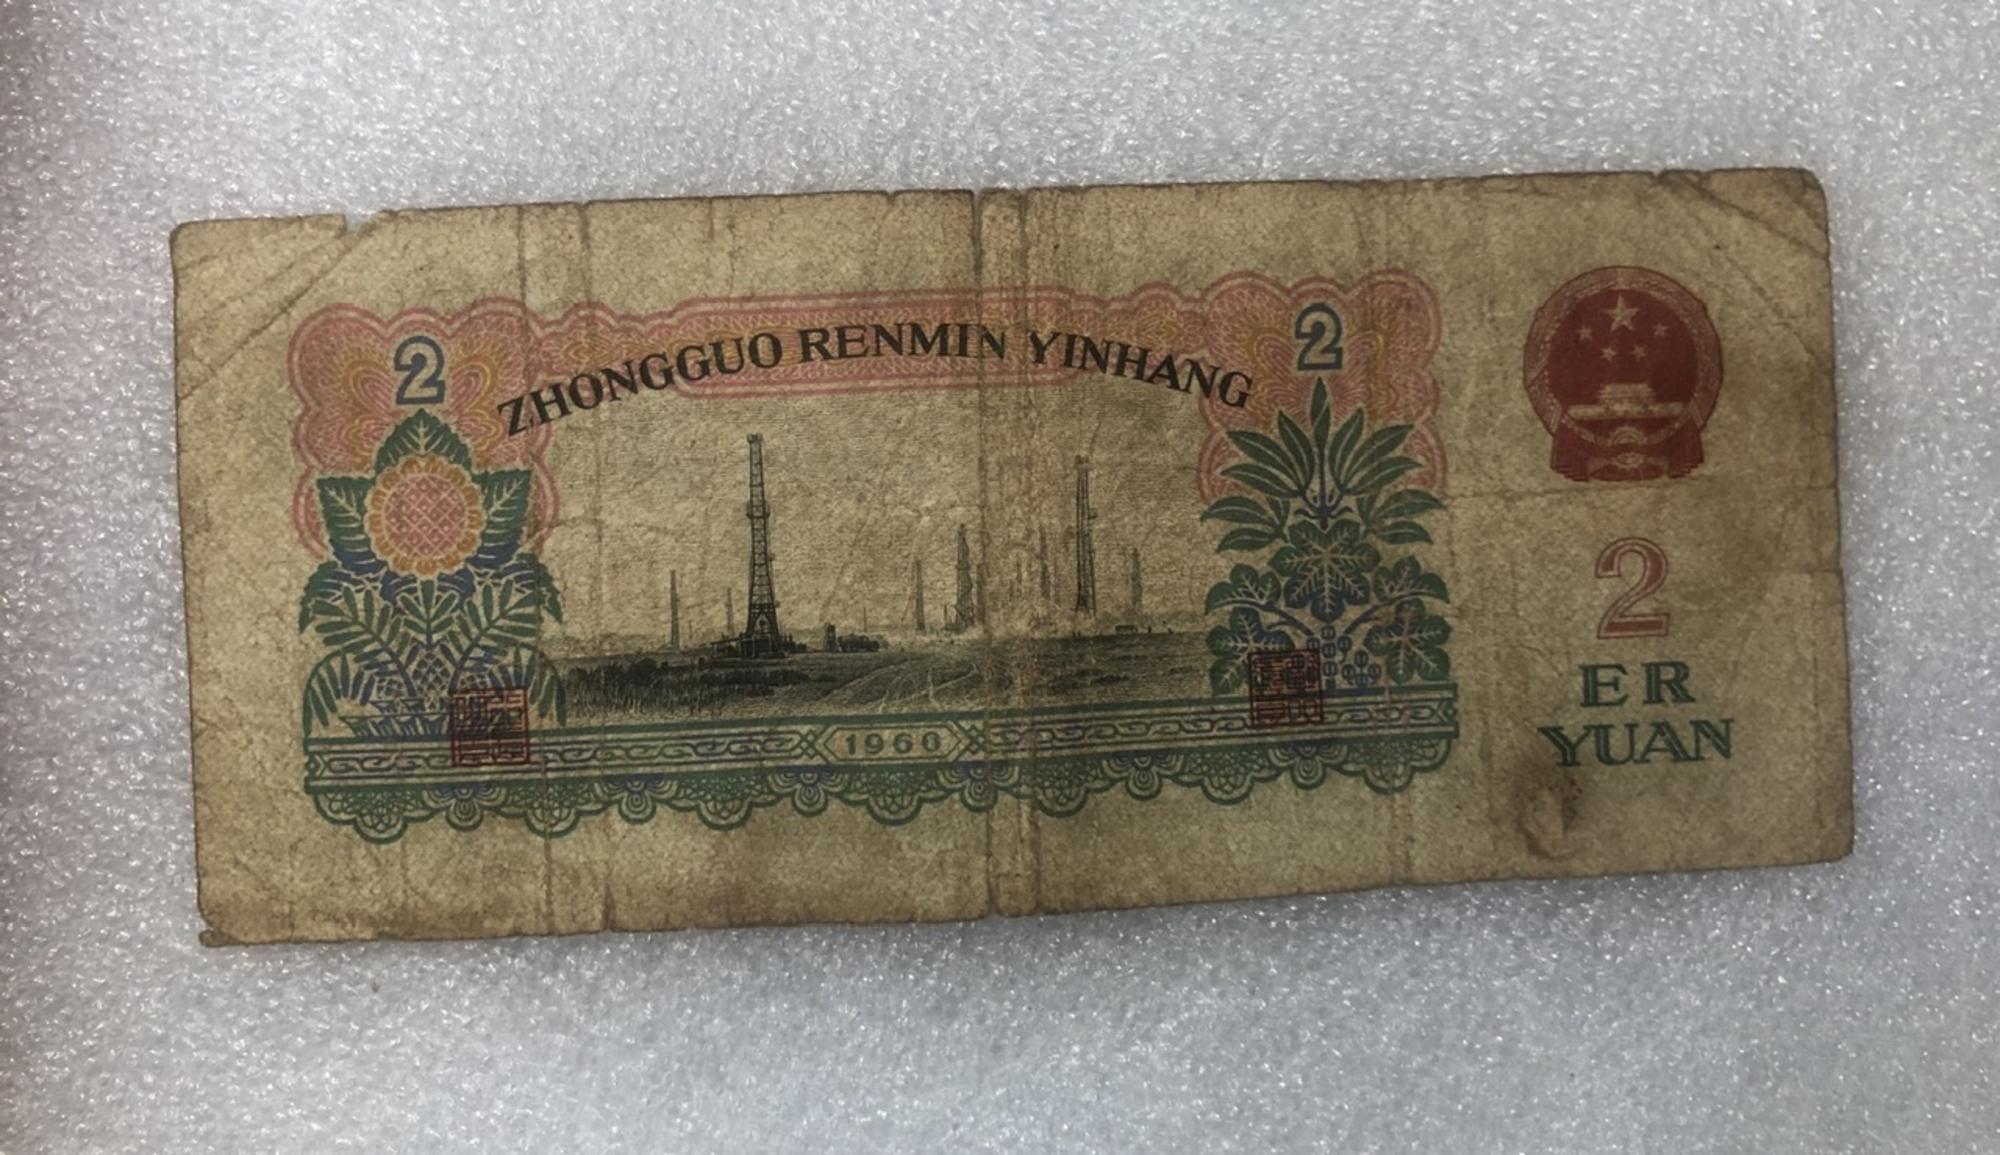 2
2
ZHONGGUO RENMIN YINHANG
2
ER
YUAN
1960